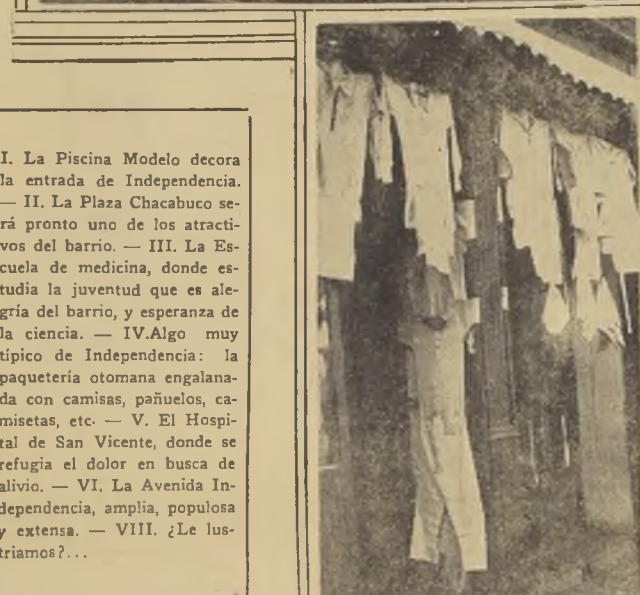 I. La Piscina Modelo decora
la entrada de Independencia.
— II. La Plaza Chacabuco se-
rá pronto uno de los atracti-
vos del barrio. — III. La Es-
cuela de medicina, donde es-
tudia la juventud que es ale-
gría del barrio, y esperanza de
la ciencia. — IV.Algo muy
típico de Independencia: la
paquetería otomana engalana-
da con camisas, pañuelos, ca-
misetas, etc. — V. El Hospi-
tal de San Vicente, donde se
refugia el dolor en busca de
alivio. — VI. La Avenida In-
dependencia, amplia, populosa
y extensa. — VIII. ¿Le lus-
triamos?...